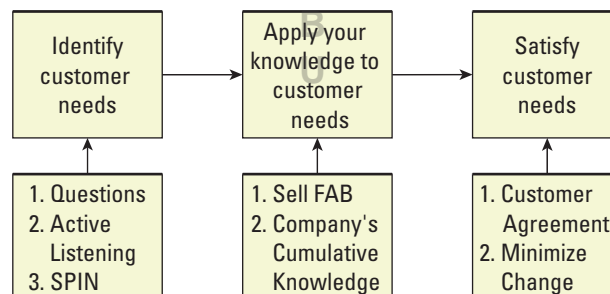 Identify
customer
needs
B
U
Apply your
knowledge to
customer
needs
Satisfy
customer
needs
1. Questions
2. Active
Listening
3. SPIN
1. Sell FAB
2. Company's
Cumulative
Knowledge
1. Customer
Agreement
2. Minimize
Change